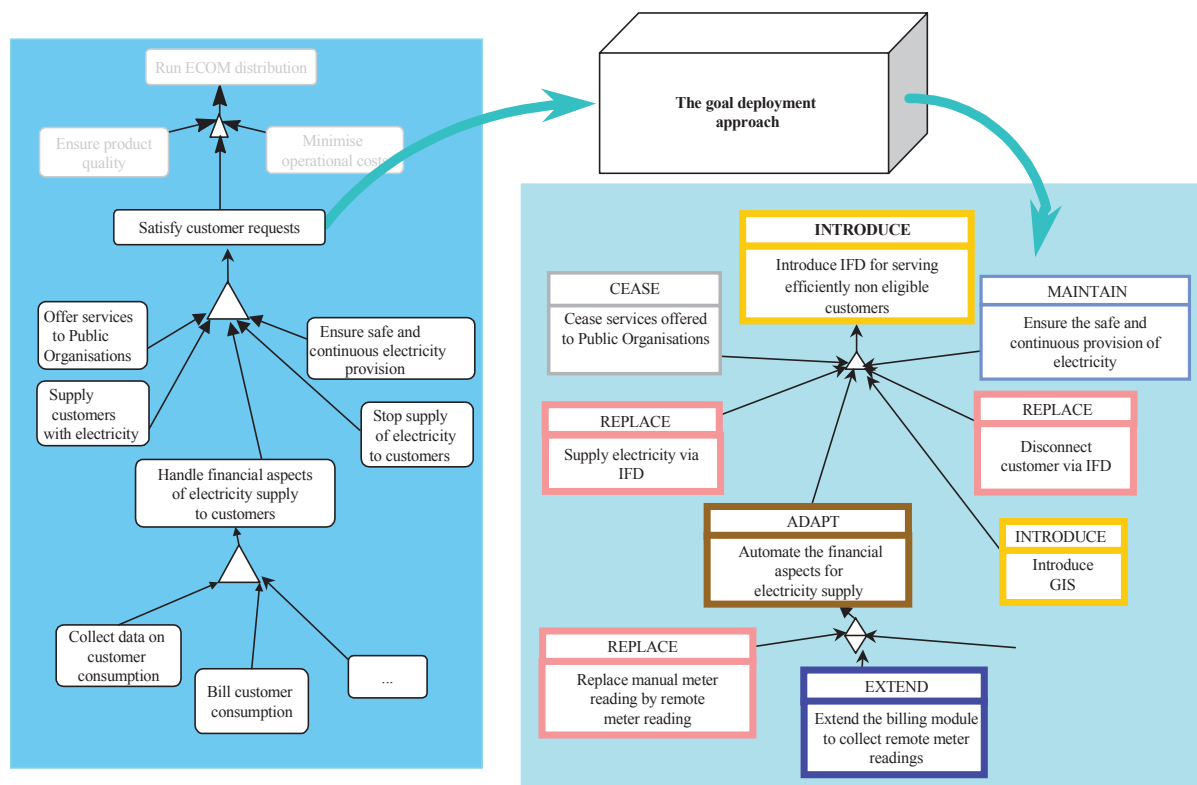 Run ECOM distribution
Ensure product
quality
Minimise
operational costs
Satisfy customer requests
Offer services
to Public
Organisations
Ensure safe and
continuous electricity
provision
Supply
customers
with electricity
Stop supply
of electricity
to customers
Handle financial aspects
of electricity supply
to customers
Collect data on
customer
consumption
Bill customer
consumption
...
The goal deployment
approach
INTRODUCE
Introduce IFD for serving
efficiently non eligible
customers
CEASE
Cease services offered
to Public Organisations
MAINTAIN
Ensure the safe and
continuous provision of
electricity
REPLACE
Supply electricity via
IFD
REPLACE
Disconnect
customer via IFD
ADAPT
Automate the financial
aspects for
electricity supply
INTRODUCE
Introduce
GIS
REPLACE
Replace manual meter
reading by remote
meter reading
EXTEND
Extend the billing module
to collect remote meter
readings